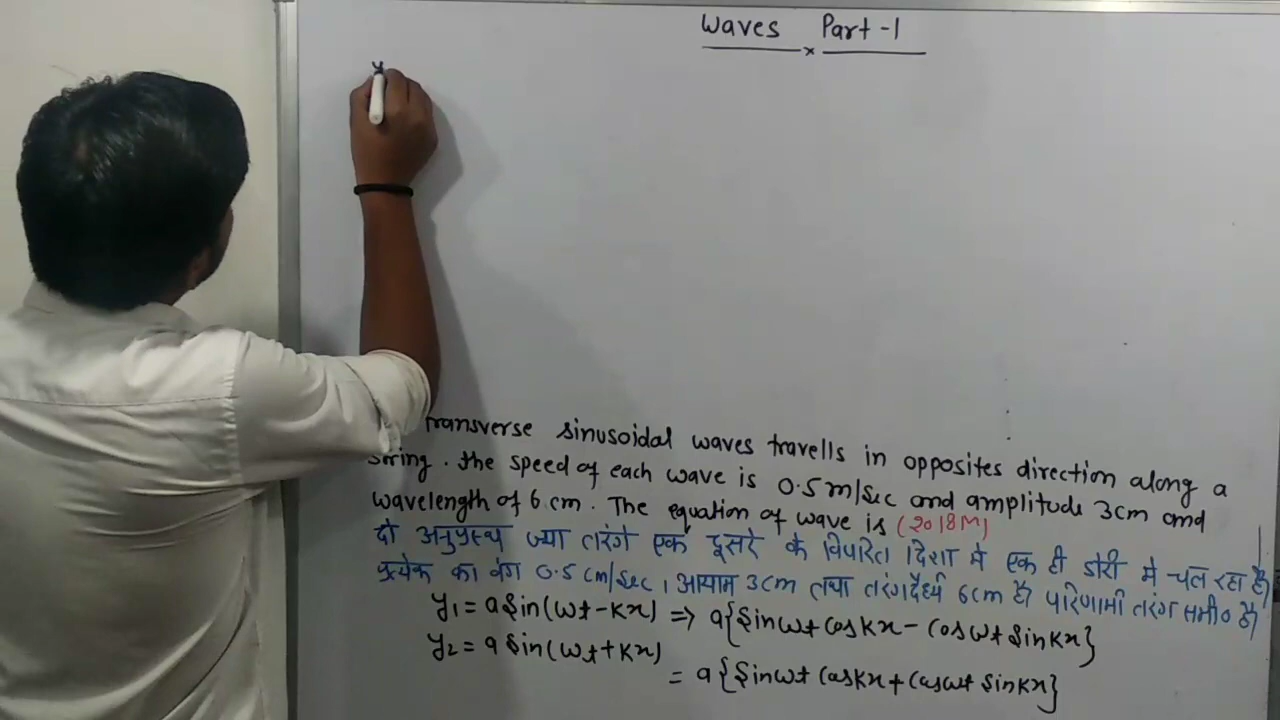 Waves Part-1
y
Transverse sinusoidal waves travells in opposites direction along a
string. the speed of each wave is 0.5 m/sec and amplitude 3cm and
wavelength of 6 cm. The equation of wave is (2018M)
दो अनुप्रस्थ ज्या तरंगे एक दूसरे के विपरित दिशा मे एक ही डोरी मे चल रहा है।
प्रत्येक का वेग 0.5 cm/sec, आयाम 3cm तथा तरंगदैर्ध्य 6cm है। परिणामी तरंग समी० है।
y₁ = a sin(ωt-kx) ⇒ a{sinωt coskx - cosωt sinkx}
y₂ = a sin(ωt+kx)
= a{sinωt coskx + cosωt sinkx}